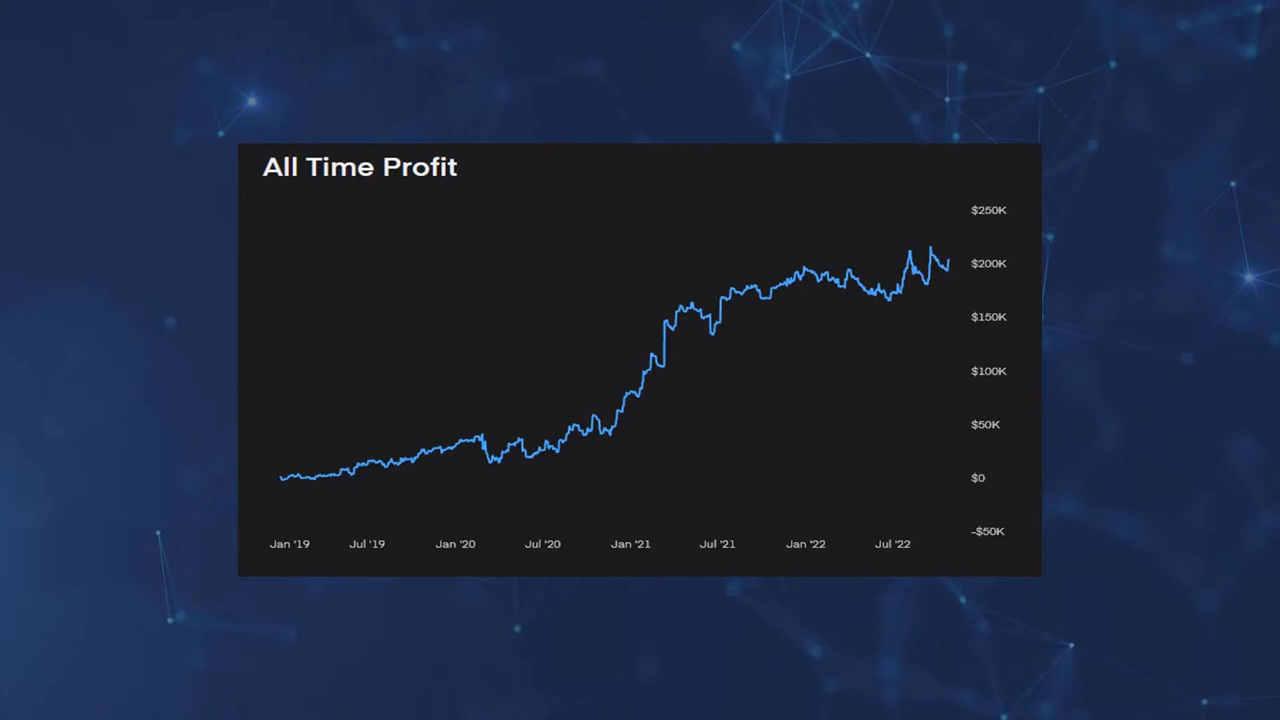 All Time Profit
$250K
$200K
$150K
$100K
$50K
$0
-$50K
Jan '19 Jul '19 Jan '20 Jul '20 Jan '21 Jul '21 Jan '22 Jul '22